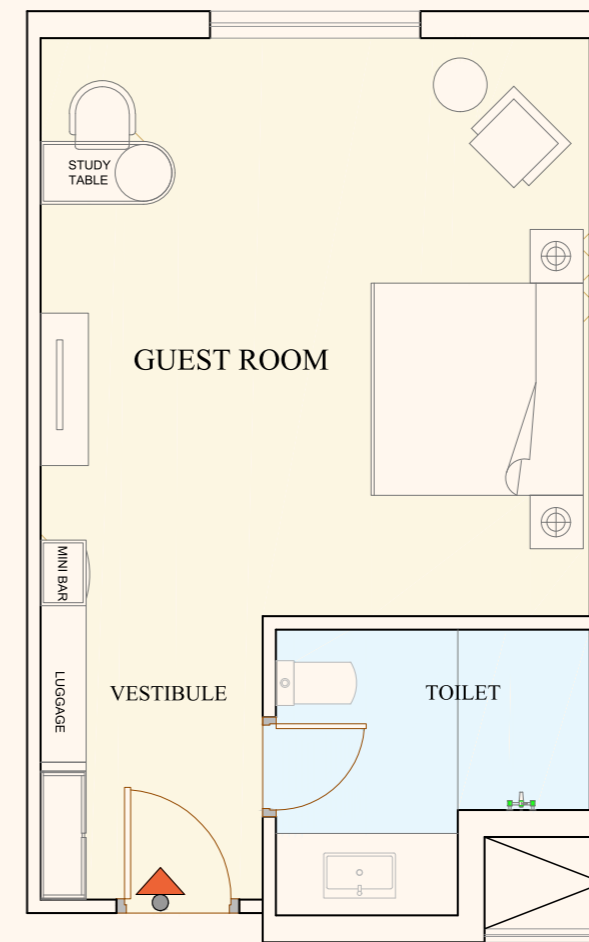 STUDY
TABLE
GUEST ROOM
MINI BAR
LUGGAGE
VESTIBULE
TOILET